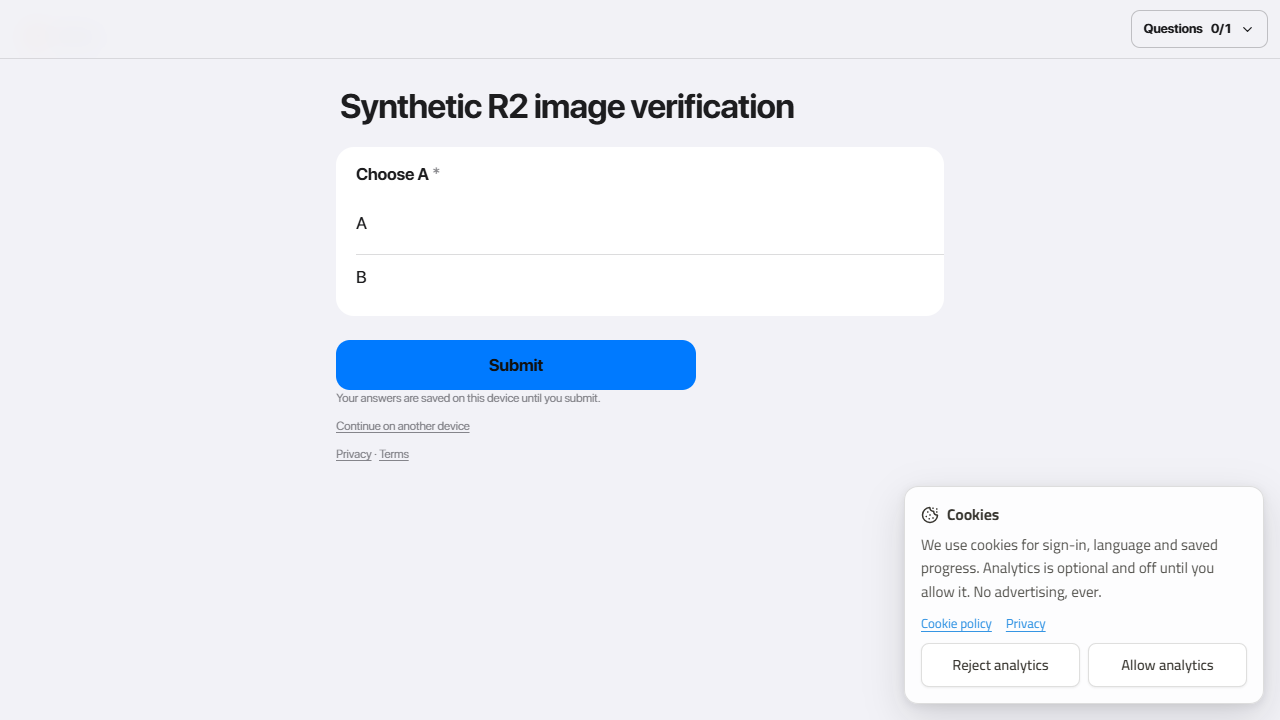 Questions 0/1
Synthetic R2 image verification
Choose A *
A
B
Submit
Your answers are saved on this device until you submit.
Continue on another device
Privacy · Terms
Cookies
We use cookies for sign-in, language and saved
progress. Analytics is optional and off until you
allow it. No advertising, ever.
Cookie policy Privacy
Reject analytics Allow analytics